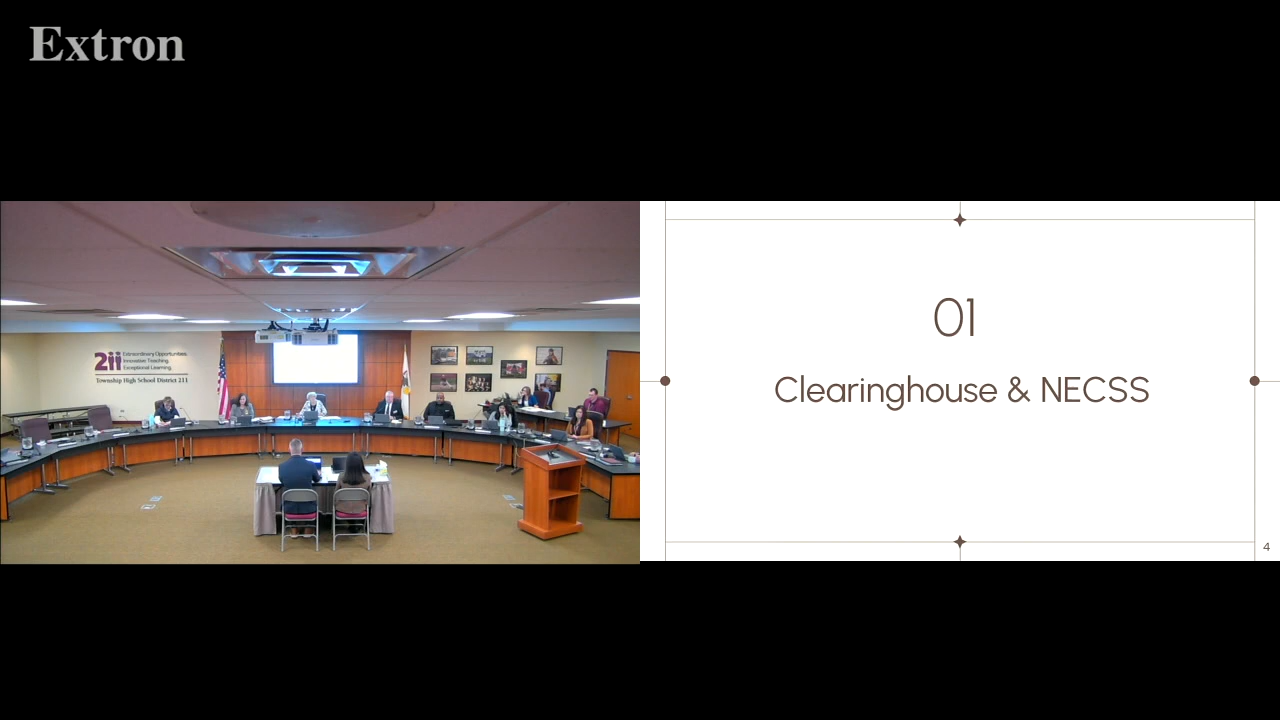 Extron
211 Extraordinary Opportunities.
Innovative Teaching.
Exceptional Learning.
Township High School District 211
01
Clearinghouse & NECSS
4